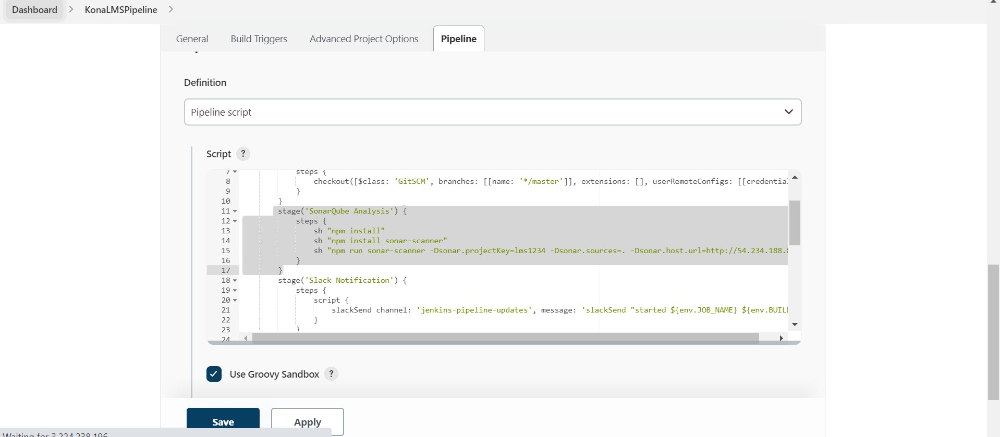 Dashboard > KonaLMSPipeline >
General Build Triggers Advanced Project Options Pipeline
Definition
Pipeline script
Script ?
7 steps {
8 checkout([$class: 'GitSCM', branches: [[name: '*/master']], extensions: [], userRemoteConfigs: [[credential
9 }
10 }
11 stage('SonarQube Analysis') {
12 steps {
13 sh "npm install"
14 sh "npm install sonar-scanner"
15 sh "npm run sonar-scanner -Dsonar.projectKey=lms1234 -Dsonar.sources=. -Dsonar.host.url=http://54.234.188.
16 }
17 }
18 stage('Slack Notification') {
19 steps {
20 script {
21 slackSend channel: 'jenkins-pipeline-updates', message: 'slackSend "started ${env.JOB_NAME} ${env.BUIL
22 }
23 }
24
Use Groovy Sandbox ?
Save Apply
Waiting for 3.224.238.196